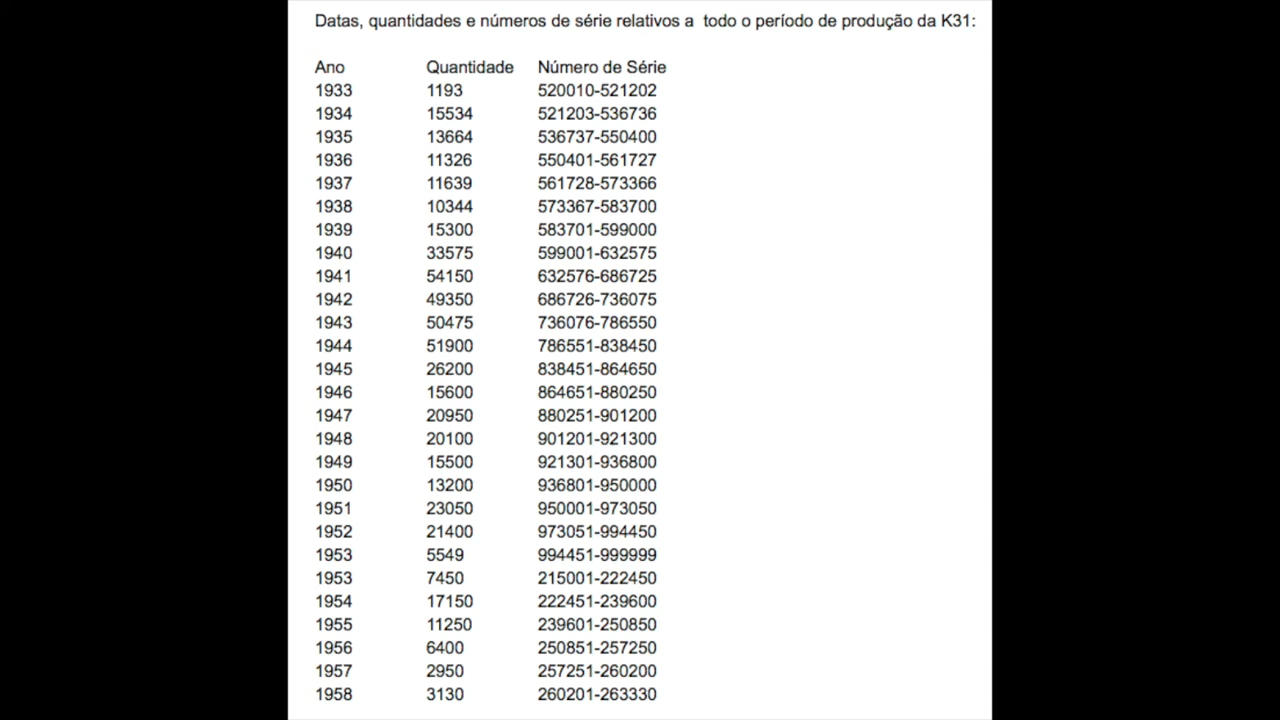 Datas, quantidades e números de série relativos a  todo o período de produção da K31:
Ano Quantidade Número de Série
1933 1193 520010-521202
1934 15534 521203-536736
1935 13664 536737-550400
1936 11326 550401-561727
1937 11639 561728-573366
1938 10344 573367-583700
1939 15300 583701-599000
1940 33575 599001-632575
1941 54150 632576-686725
1942 49350 686726-736075
1943 50475 736076-786550
1944 51900 786551-838450
1945 26200 838451-864650
1946 15600 864651-880250
1947 20950 880251-901200
1948 20100 901201-921300
1949 15500 921301-936800
1950 13200 936801-950000
1951 23050 950001-973050
1952 21400 973051-994450
1953 5549 994451-999999
1953 7450 215001-222450
1954 17150 222451-239600
1955 11250 239601-250850
1956 6400 250851-257250
1957 2950 257251-260200
1958 3130 260201-263330